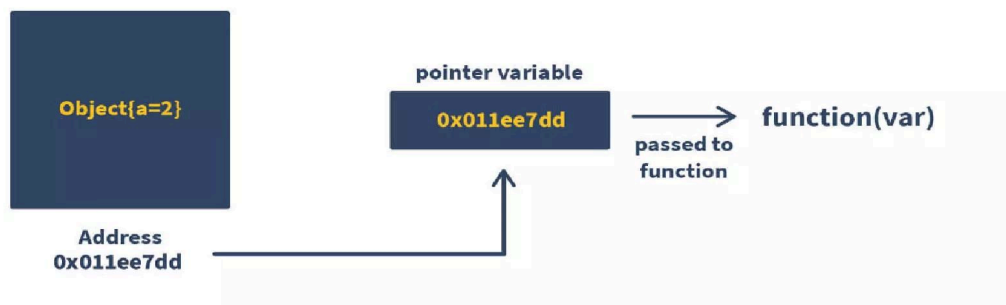 Object{a=2}
Address
0x011ee7dd
pointer variable
0x011ee7dd
passed to
function
function(var)